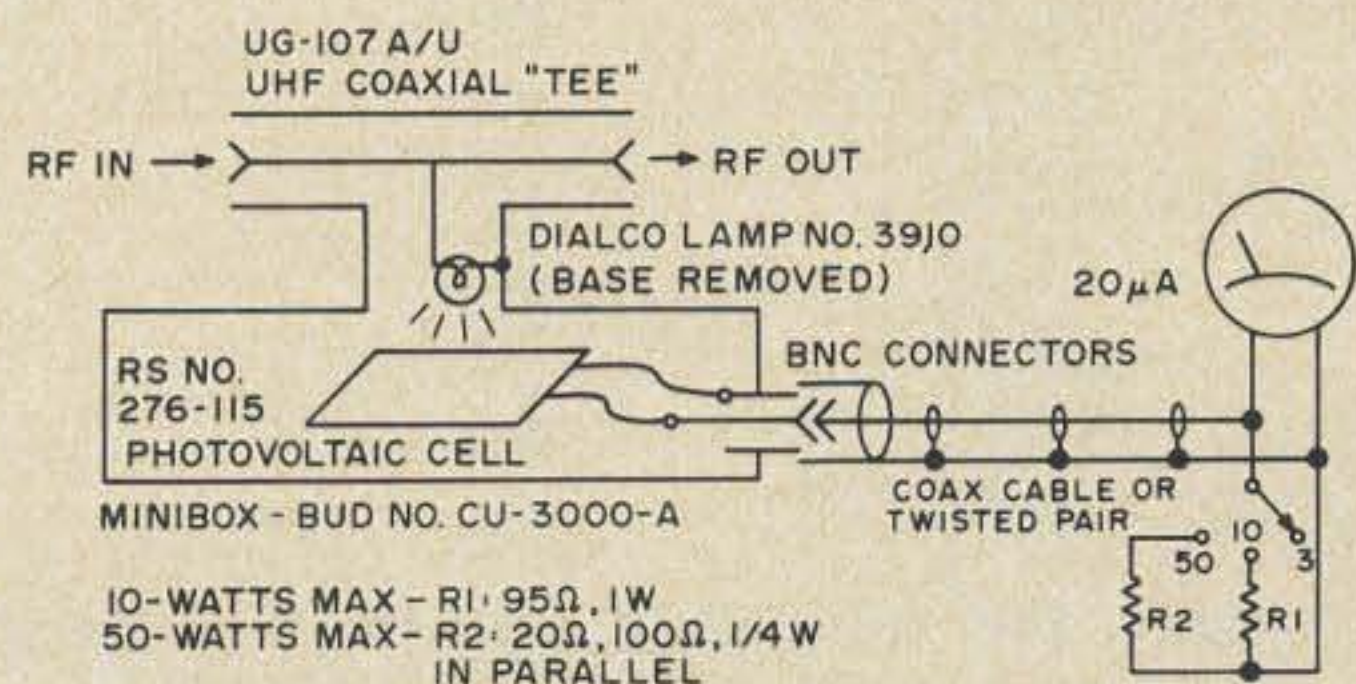 UG-107 A/U
UHF COAXIAL "TEE"
RF IN
RF OUT
DIALCO LAMP NO. 39J0
(BASE REMOVED)
20µA
BNC CONNECTORS
RS NO.
276-115
PHOTOVOLTAIC CELL
COAX CABLE OR
TWISTED PAIR
MINIBOX - BUD NO. CU-3000-A
50
10
3
R2
R1
10-WATTS MAX - R1: 95Ω, 1W
50-WATTS MAX - R2: 20Ω, 100Ω, 1/4W
IN PARALLEL